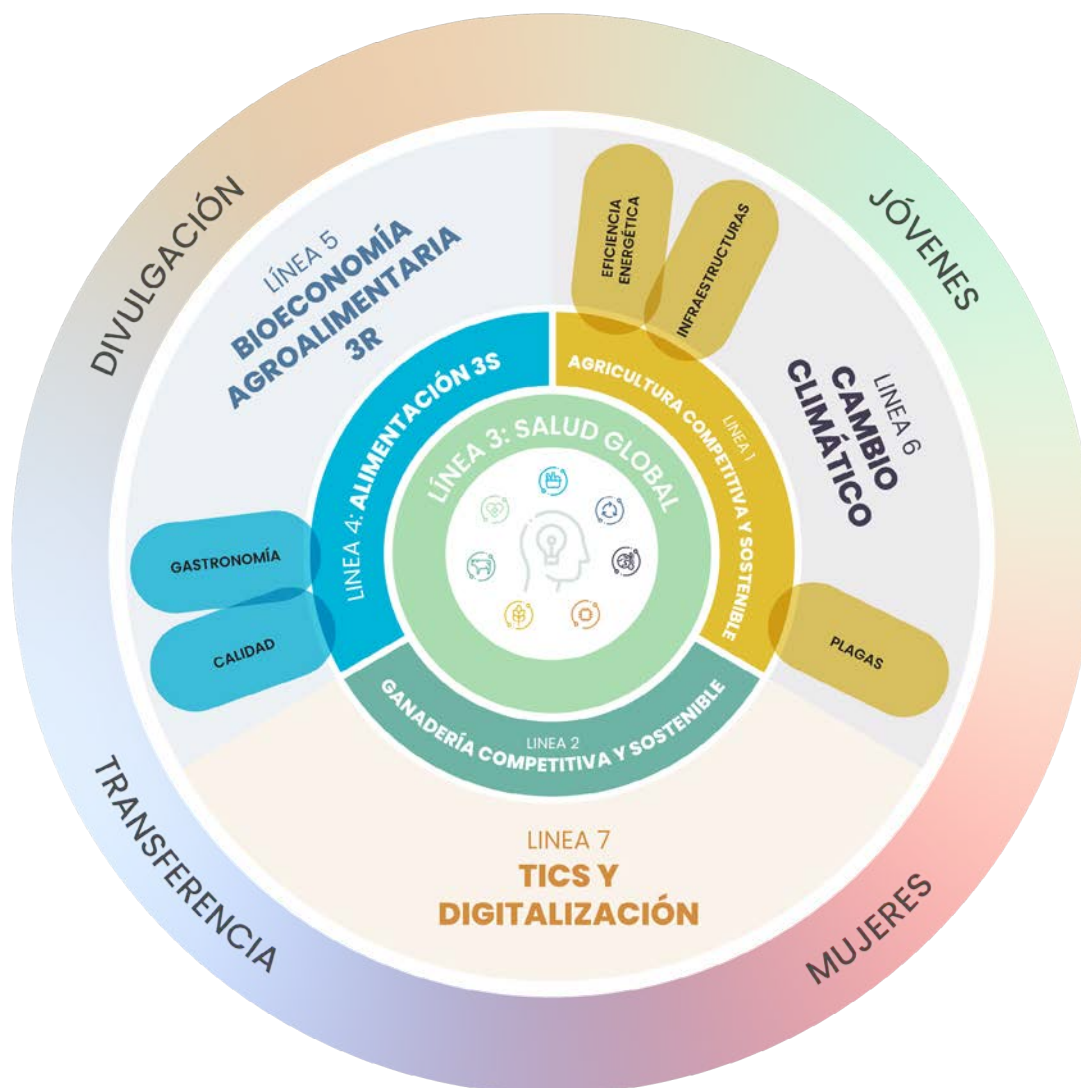 DIVULGACIÓN
JÓVENES
MUJERES
TRANSFERENCIA
LÍNEA 5
BIOECONOMÍA
AGROALIMENTARIA
3R
EFICIENCIA
ENERGÉTICA
INFRAESTRUCTURAS
LINEA 6
CAMBIO
CLIMÁTICO
PLAGAS
LINEA 7
TICS Y
DIGITALIZACIÓN
GASTRONOMÍA
CALIDAD
LINEA 4: ALIMENTACIÓN 3S
LINEA 1
AGRICULTURA COMPETITIVA Y SOSTENIBLE
LINEA 2
GANADERÍA COMPETITIVA Y SOSTENIBLE
LÍNEA 3: SALUD GLOBAL